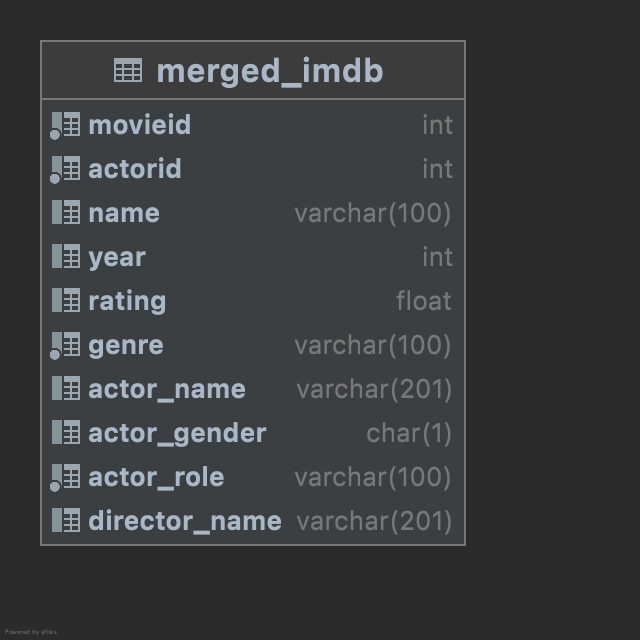 merged_imdb
movieid int
actorid int
name varchar(100)
year int
rating float
genre varchar(100)
actor_name varchar(201)
actor_gender char(1)
actor_role varchar(100)
director_name varchar(201)
Powered by yFiles